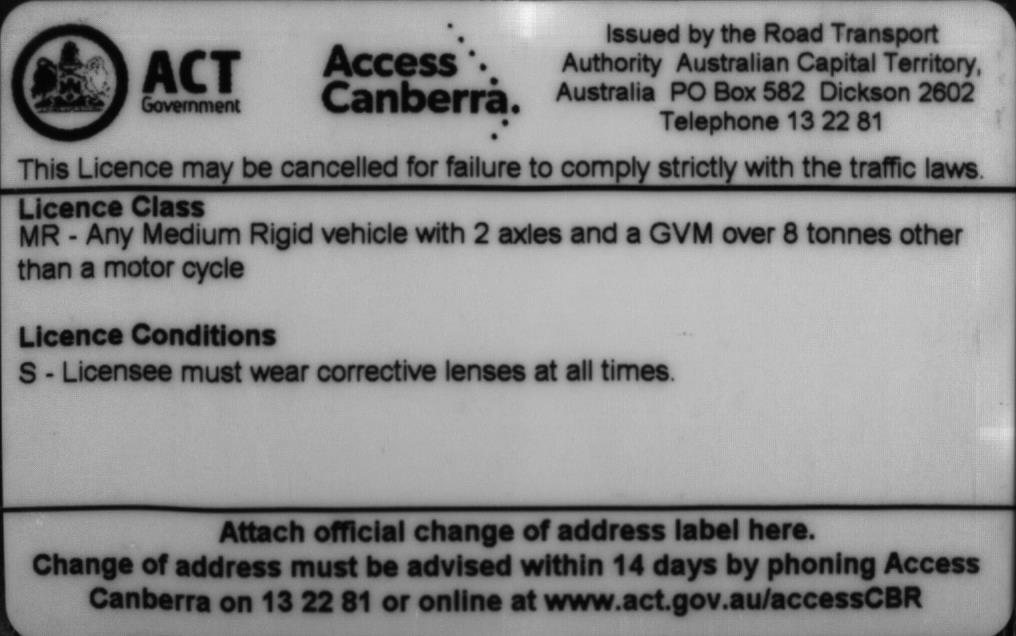 ACT
Government
Access
Canberra.
Issued by the Road Transport
Authority Australian Capital Territory,
Australia PO Box 582 Dickson 2602
Telephone 13 22 81
This Licence may be cancelled for failure to comply strictly with the traffic laws.
Licence Class
MR - Any Medium Rigid vehicle with 2 axles and a GVM over 8 tonnes other
than a motor cycle
Licence Conditions
S - Licensee must wear corrective lenses at all times.
Attach official change of address label here.
Change of address must be advised within 14 days by phoning Access
Canberra on 13 22 81 or online at www.act.gov.au/accessCBR